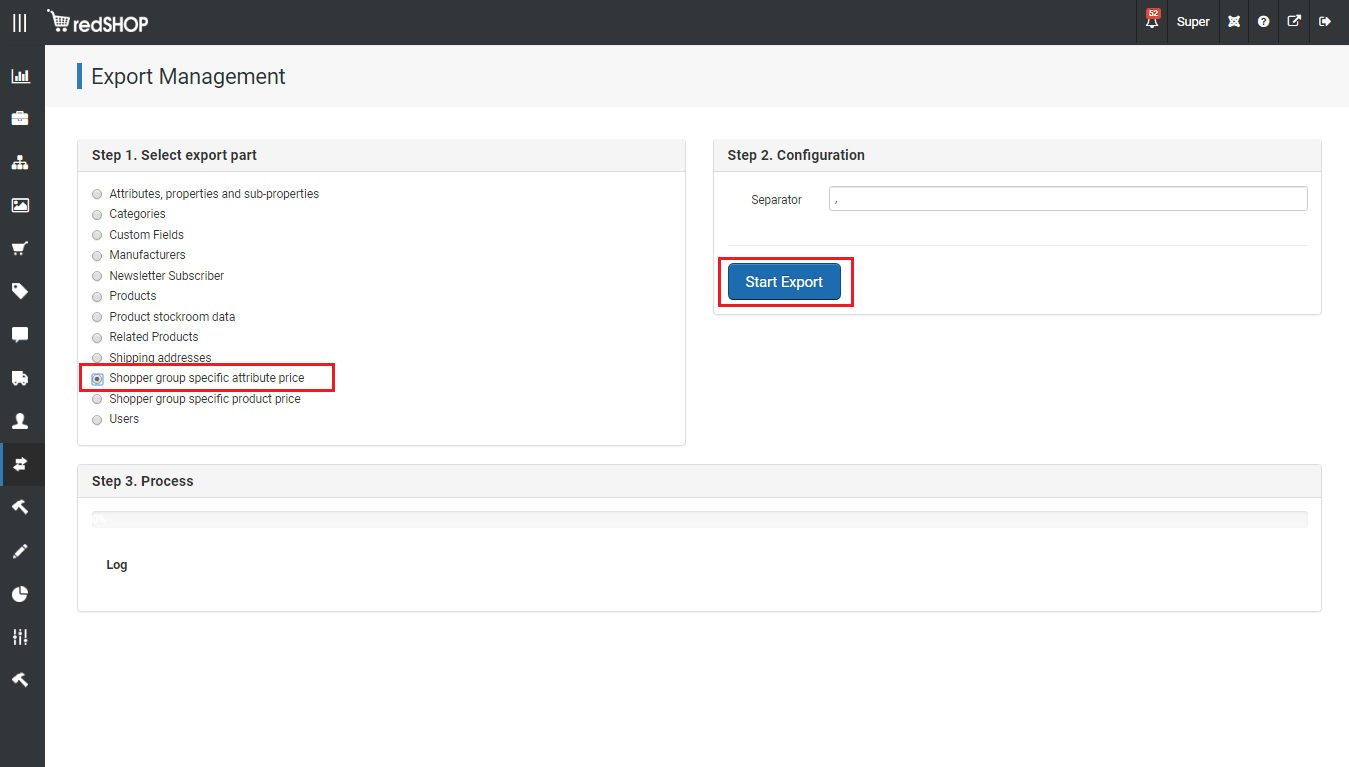 redSHOP
52
Super
Export Management
Step 1. Select export part
Attributes, properties and sub-properties
Categories
Custom Fields
Manufacturers
Newsletter Subscriber
Products
Product stockroom data
Related Products
Shipping addresses
Shopper group specific attribute price
Shopper group specific product price
Users
Step 2. Configuration
Separator
,
Start Export
Step 3. Process
Log